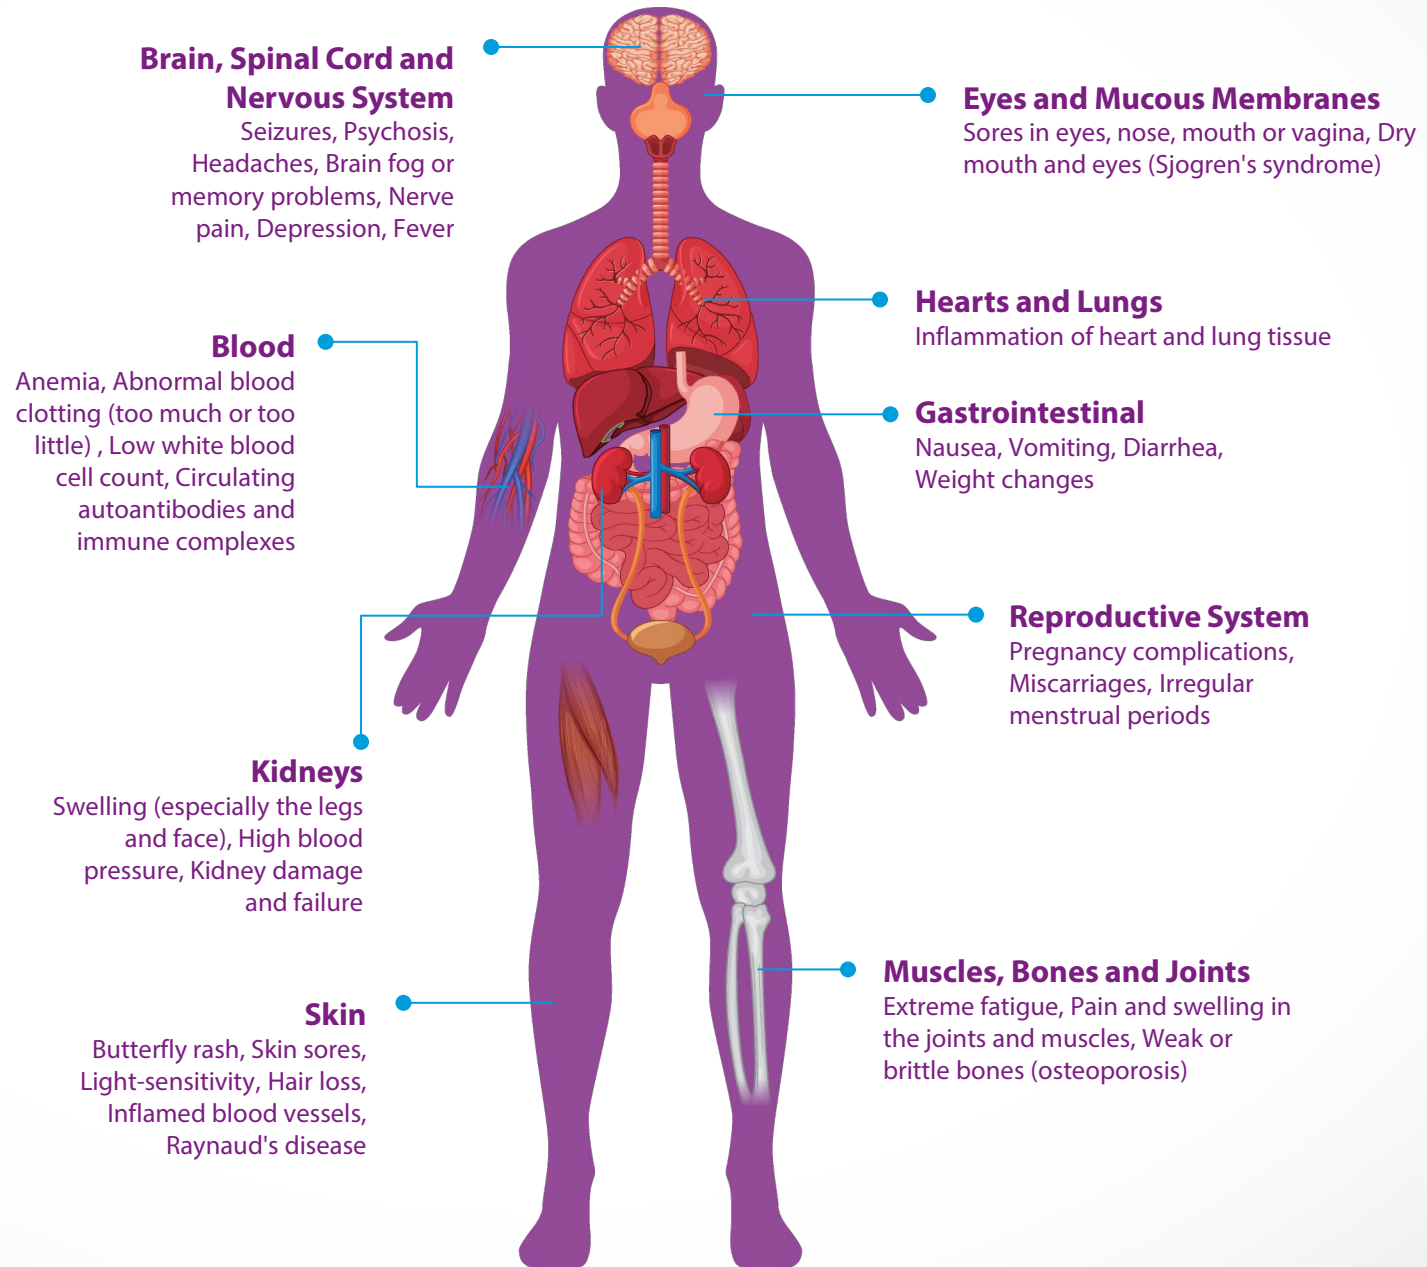 Brain, Spinal Cord and
Nervous System
Seizures, Psychosis,
Headaches, Brain fog or
memory problems, Nerve
pain, Depression, Fever
Eyes and Mucous Membranes
Sores in eyes, nose, mouth or vagina, Dry
mouth and eyes (Sjogren's syndrome)
Hearts and Lungs
Inflammation of heart and lung tissue
Blood
Anemia, Abnormal blood
clotting (too much or too
little) , Low white blood
cell count, Circulating
autoantibodies and
immune complexes
Gastrointestinal
Nausea, Vomiting, Diarrhea,
Weight changes
Reproductive System
Pregnancy complications,
Miscarriages, Irregular
menstrual periods
Kidneys
Swelling (especially the legs
and face), High blood
pressure, Kidney damage
and failure
Muscles, Bones and Joints
Extreme fatigue, Pain and swelling in
the joints and muscles, Weak or
brittle bones (osteoporosis)
Skin
Butterfly rash, Skin sores,
Light-sensitivity, Hair loss,
Inflamed blood vessels,
Raynaud's disease